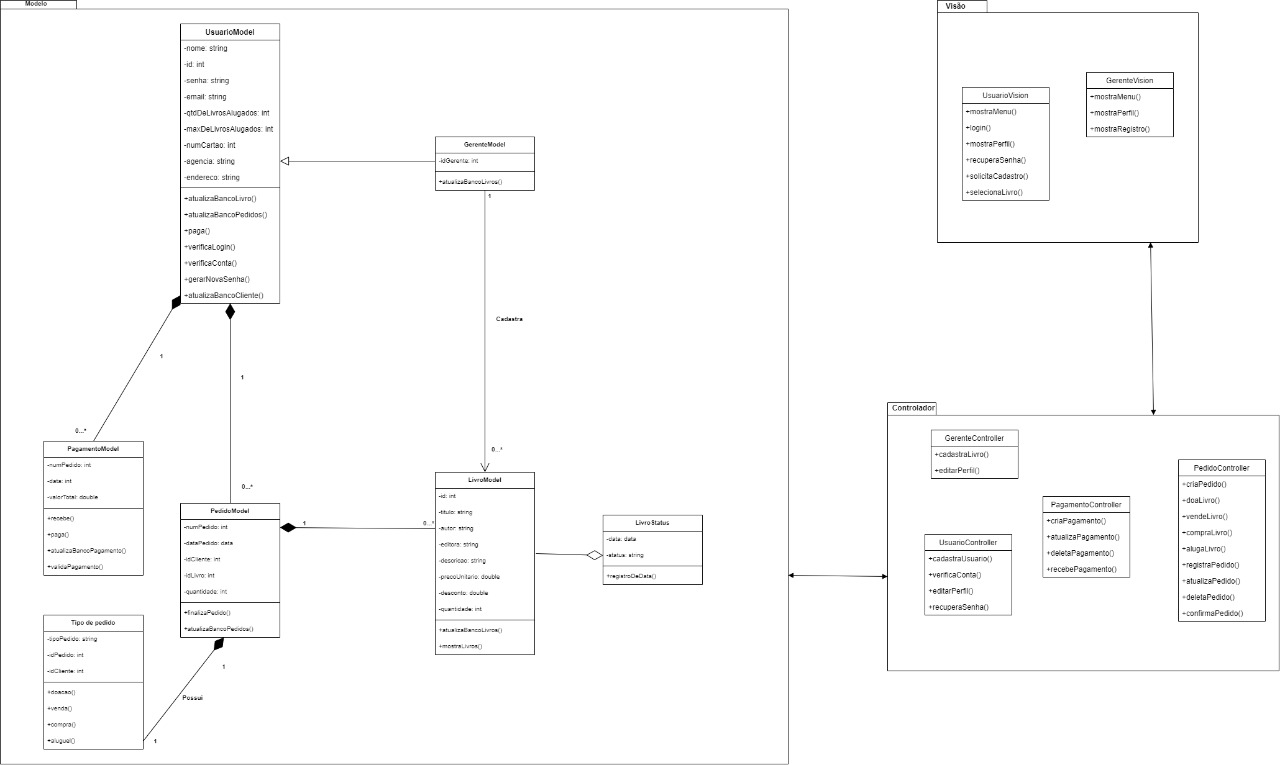 Modelo
UsuarioModel
-nome: string
-id: int
-senha: string
-email: string
-qtdDeLivrosAlugados: int
-maxDeLivrosAlugados: int
-numCartao: int
-agencia: string
-endereco: string
+atualizaBancoLivro()
+atualizaBancoPedidos()
+paga()
+verificaLogin()
+verificaConta()
+gerarNovaSenha()
+atualizaBancoCliente()
GerenteModel
-idGerente: int
+atualizaBancoLivros()
1
Cadastra
0...*
1
0...*
PagamentoModel
-numPedido: int
-data: int
-valorTotal: double
+recebe()
+paga()
+atualizaBancoPagamento()
+validaPagamento()
1
0...*
PedidoModel
-numPedido: int
-dataPedido: data
-idCliente: int
-idLivro: int
-quantidade: int
+finalizaPedido()
+atualizaBancoPedidos()
1
0...*
LivroModel
-id: int
-titulo: string
-autor: string
-editora: string
-descricao: string
-precoUnitario: double
-desconto: double
-quantidade: int
+atualizaBancoLivros()
+mostraLivros()
LivroStatus
-data: data
-status: string
+registroDeData()
Tipo de pedido
-tipoPedido: string
-idPedido: int
-idCliente: int
+doacao()
+venda()
+compra()
+aluguel()
1
Possui
1
Visão
UsuarioVision
+mostraMenu()
+login()
+mostraPerfil()
+recuperaSenha()
+solicitaCadastro()
+selecionaLivro()
GerenteVision
+mostraMenu()
+mostraPerfil()
+mostraRegistro()
Controlador
GerenteController
+cadastraLivro()
+editarPerfil()
UsuarioController
+cadastraUsuario()
+verificaConta()
+editarPerfil()
+recuperaSenha()
PagamentoController
+criaPagamento()
+atualizaPagamento()
+deletaPagamento()
+recebePagamento()
PedidoController
+criaPedido()
+doaLivro()
+vendeLivro()
+compraLivro()
+alugaLivro()
+registraPedido()
+atualizaPedido()
+deletaPedido()
+confirmaPedido()